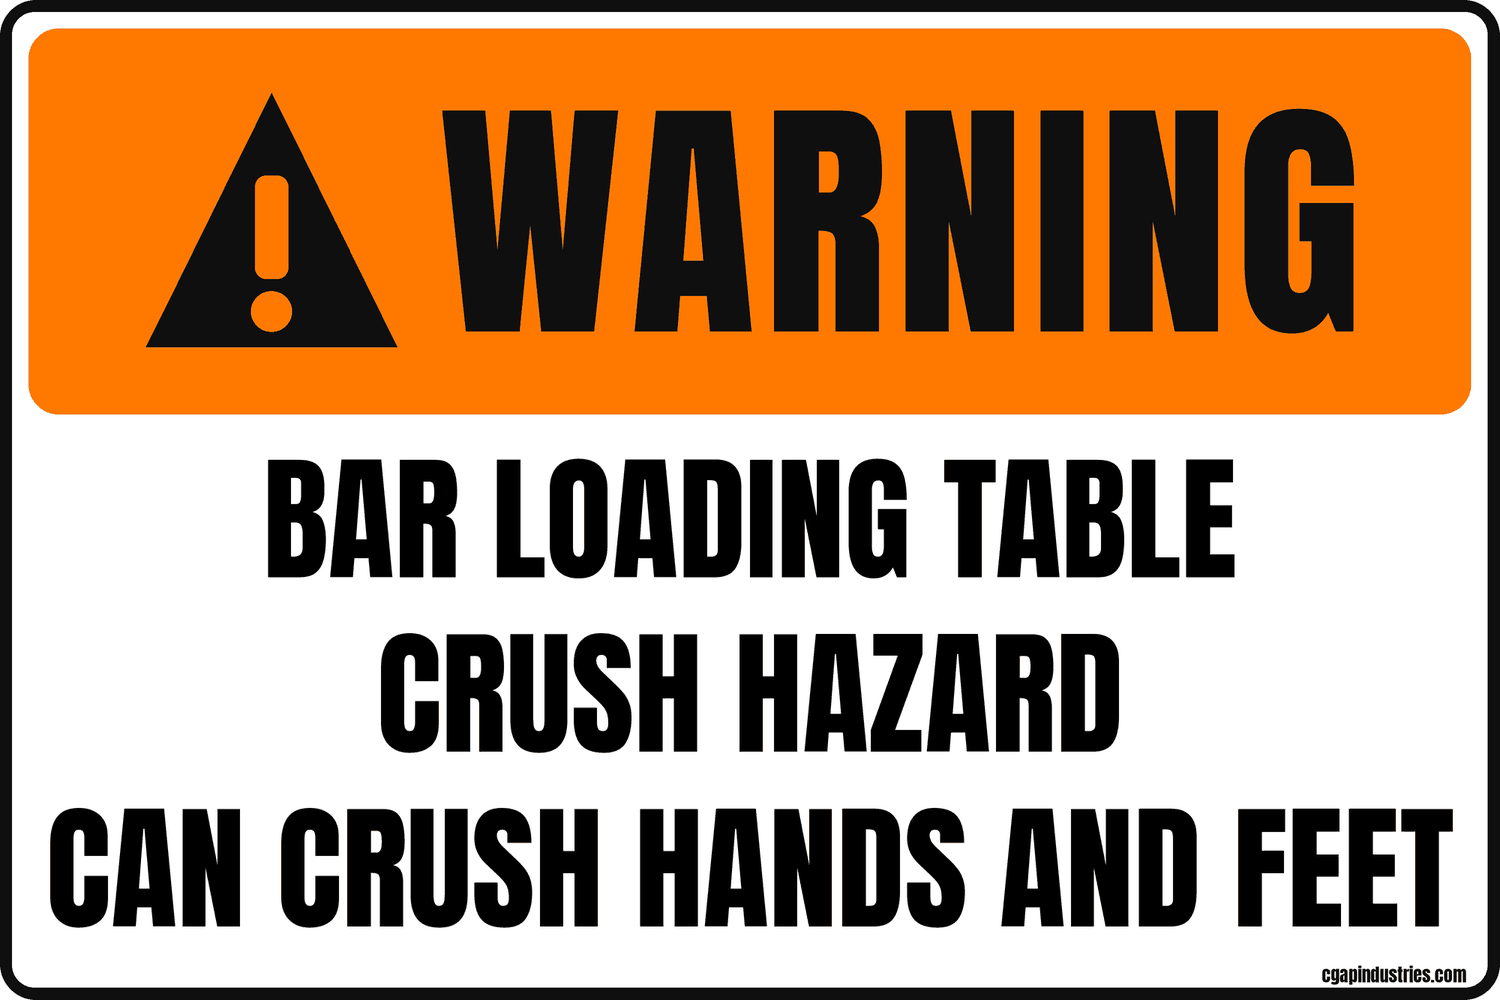 WARNING
BAR LOADING TABLE
CRUSH HAZARD
CAN CRUSH HANDS AND FEET
cgapindustries.com